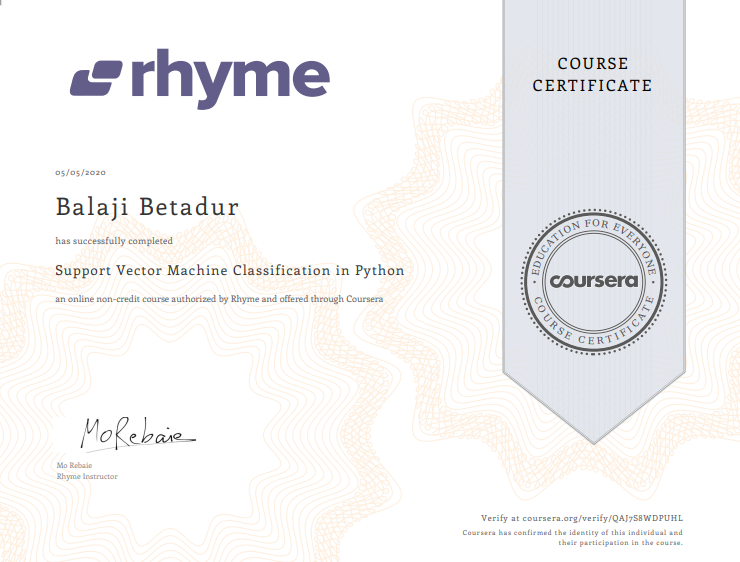 rhyme
COURSE
CERTIFICATE
05/05/2020
Balaji Betadur
has successfully completed
Support Vector Machine Classification in Python
an online non-credit course authorized by Rhyme and offered through Coursera
EDUCATION FOR EVERYONE
coursera
COURSE CERTIFICATE
MoRebaie
Mo Rebaie
Rhyme Instructor
Verify at coursera.org/verify/QAJ7S8WDPUHL
Coursera has confirmed the identity of this individual and
their participation in the course.